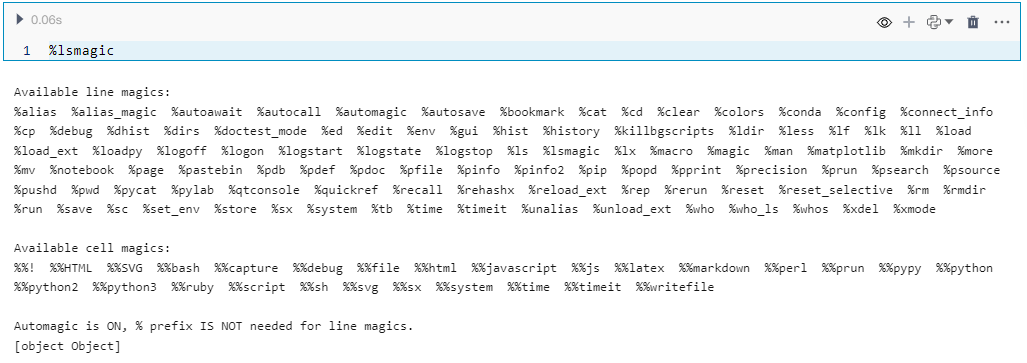 0.06s
1 %lsmagic
Available line magics:
%alias %alias_magic %autoawait %autocall %automagic %autosave %bookmark %cat %cd %clear %colors %conda %config %connect_info
%cp %debug %dhist %dirs %doctest_mode %ed %edit %env %gui %hist %history %killbgscripts %ldir %less %lf %lk %ll %load
%load_ext %loadpy %logoff %logon %logstart %logstate %logstop %ls %lsmagic %lx %macro %magic %man %matplotlib %mkdir %more
%mv %notebook %page %pastebin %pdb %pdef %pdoc %pfile %pinfo %pinfo2 %pip %popd %pprint %precision %prun %psearch %psource
%pushd %pwd %pycat %pylab %qtconsole %quickref %recall %rehashx %reload_ext %rep %rerun %reset %reset_selective %rm %rmdir
%run %save %sc %set_env %store %sx %system %tb %time %timeit %unalias %unload_ext %who %who_ls %whos %xdel %xmode
Available cell magics:
%%! %%HTML %%SVG %%bash %%capture %%debug %%file %%html %%javascript %%js %%latex %%markdown %%perl %%prun %%pypy %%python
%%python2 %%python3 %%ruby %%script %%sh %%svg %%sx %%system %%time %%timeit %%writefile
Automagic is ON, % prefix IS NOT needed for line magics.
[object Object]